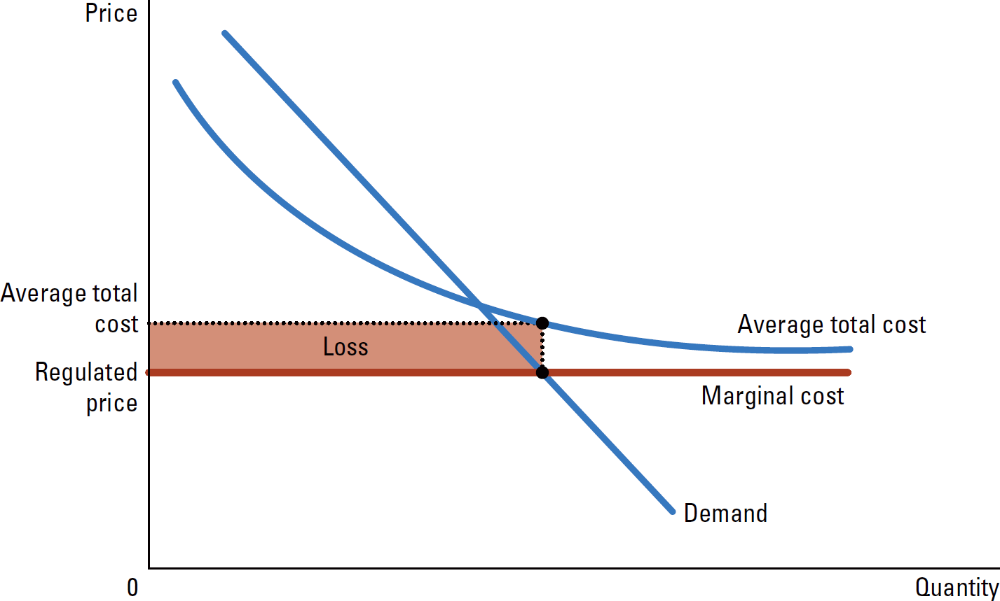 Price
Average total
cost
Loss
Average total cost
Regulated
price
Marginal cost
Demand
0
Quantity